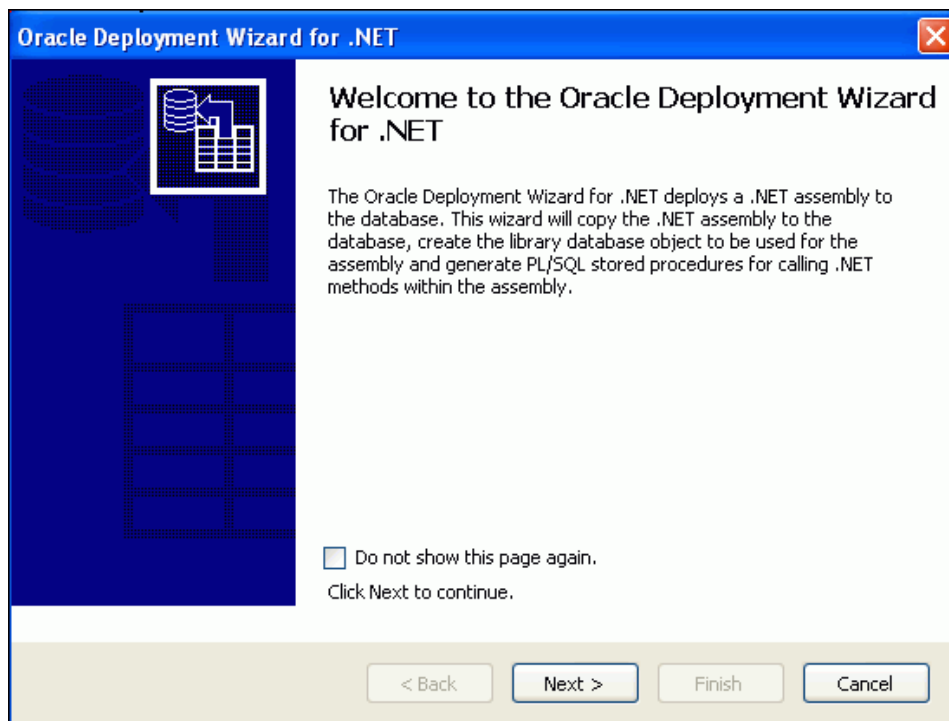 Oracle Deployment Wizard for .NET
Welcome to the Oracle Deployment Wizard
for .NET
The Oracle Deployment Wizard for .NET deploys a .NET assembly to
the database. This wizard will copy the .NET assembly to the
database, create the library database object to be used for the
assembly and generate PL/SQL stored procedures for calling .NET
methods within the assembly.
Do not show this page again.
Click Next to continue.
< Back Next > Finish Cancel